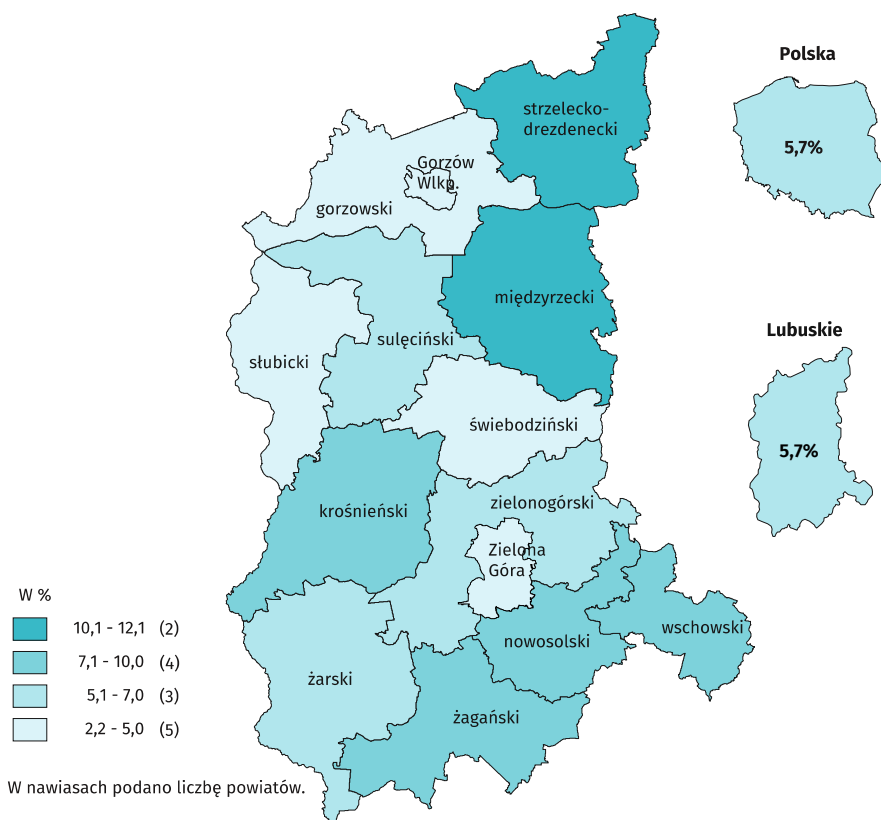 Polska
5,7%
strzelecko-
drezdenecki
Gorzów
Wlkp.
gorzowski
międzyrzecki
Lubuskie
5,7%
sulęciński
słubicki
świebodziński
zielonogórski
krośnieński
Zielona
Góra
W %
10,1 - 12,1 (2)
7,1 - 10,0 (4)
5,1 - 7,0 (3)
2,2 - 5,0 (5)
nowosolski
wschowski
żarski
żagański
W nawiasach podano liczbę powiatów.